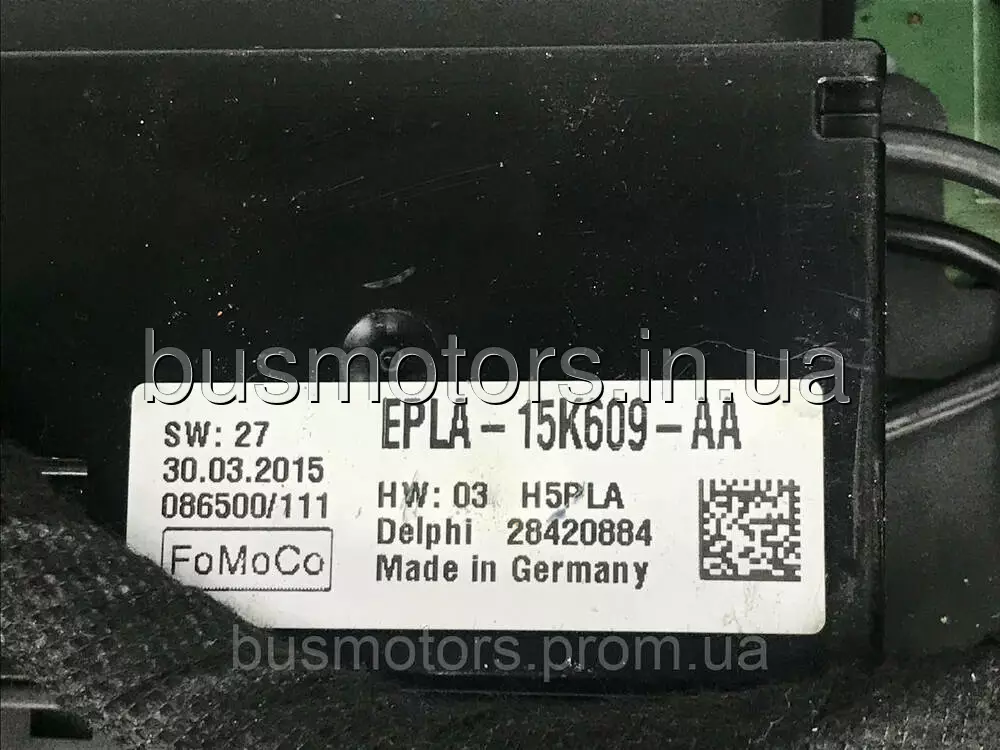 busmotors.in.ua
EPLA-15K609-AA
SW: 27
30.03.2015
086500/111
FoMoCo
HW: 03 H5PLA
Delphi 28420884
Made in Germany
busmotors.prom.ua